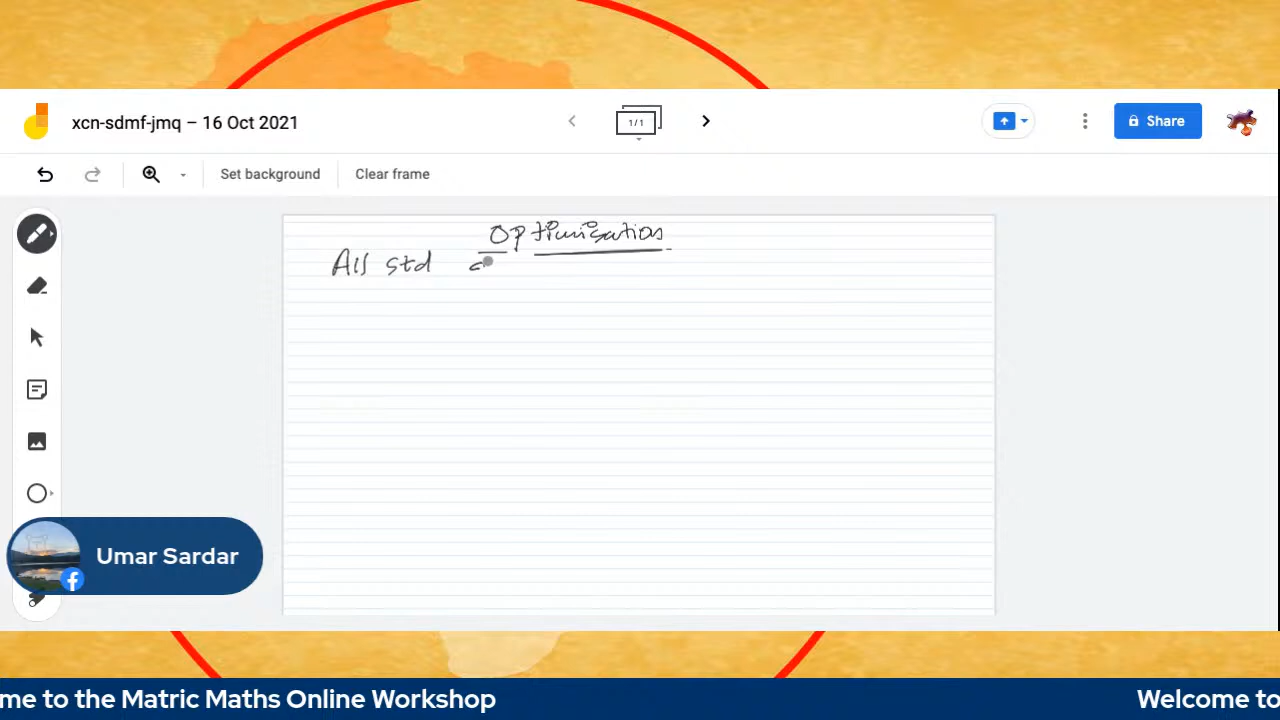 xcn-sdmf-jmq – 16 Oct 2021
1/1
Share
Set background
Clear frame
Optimisation
All std
Umar Sardar
me to the Matric Maths Online Workshop
Welcome to